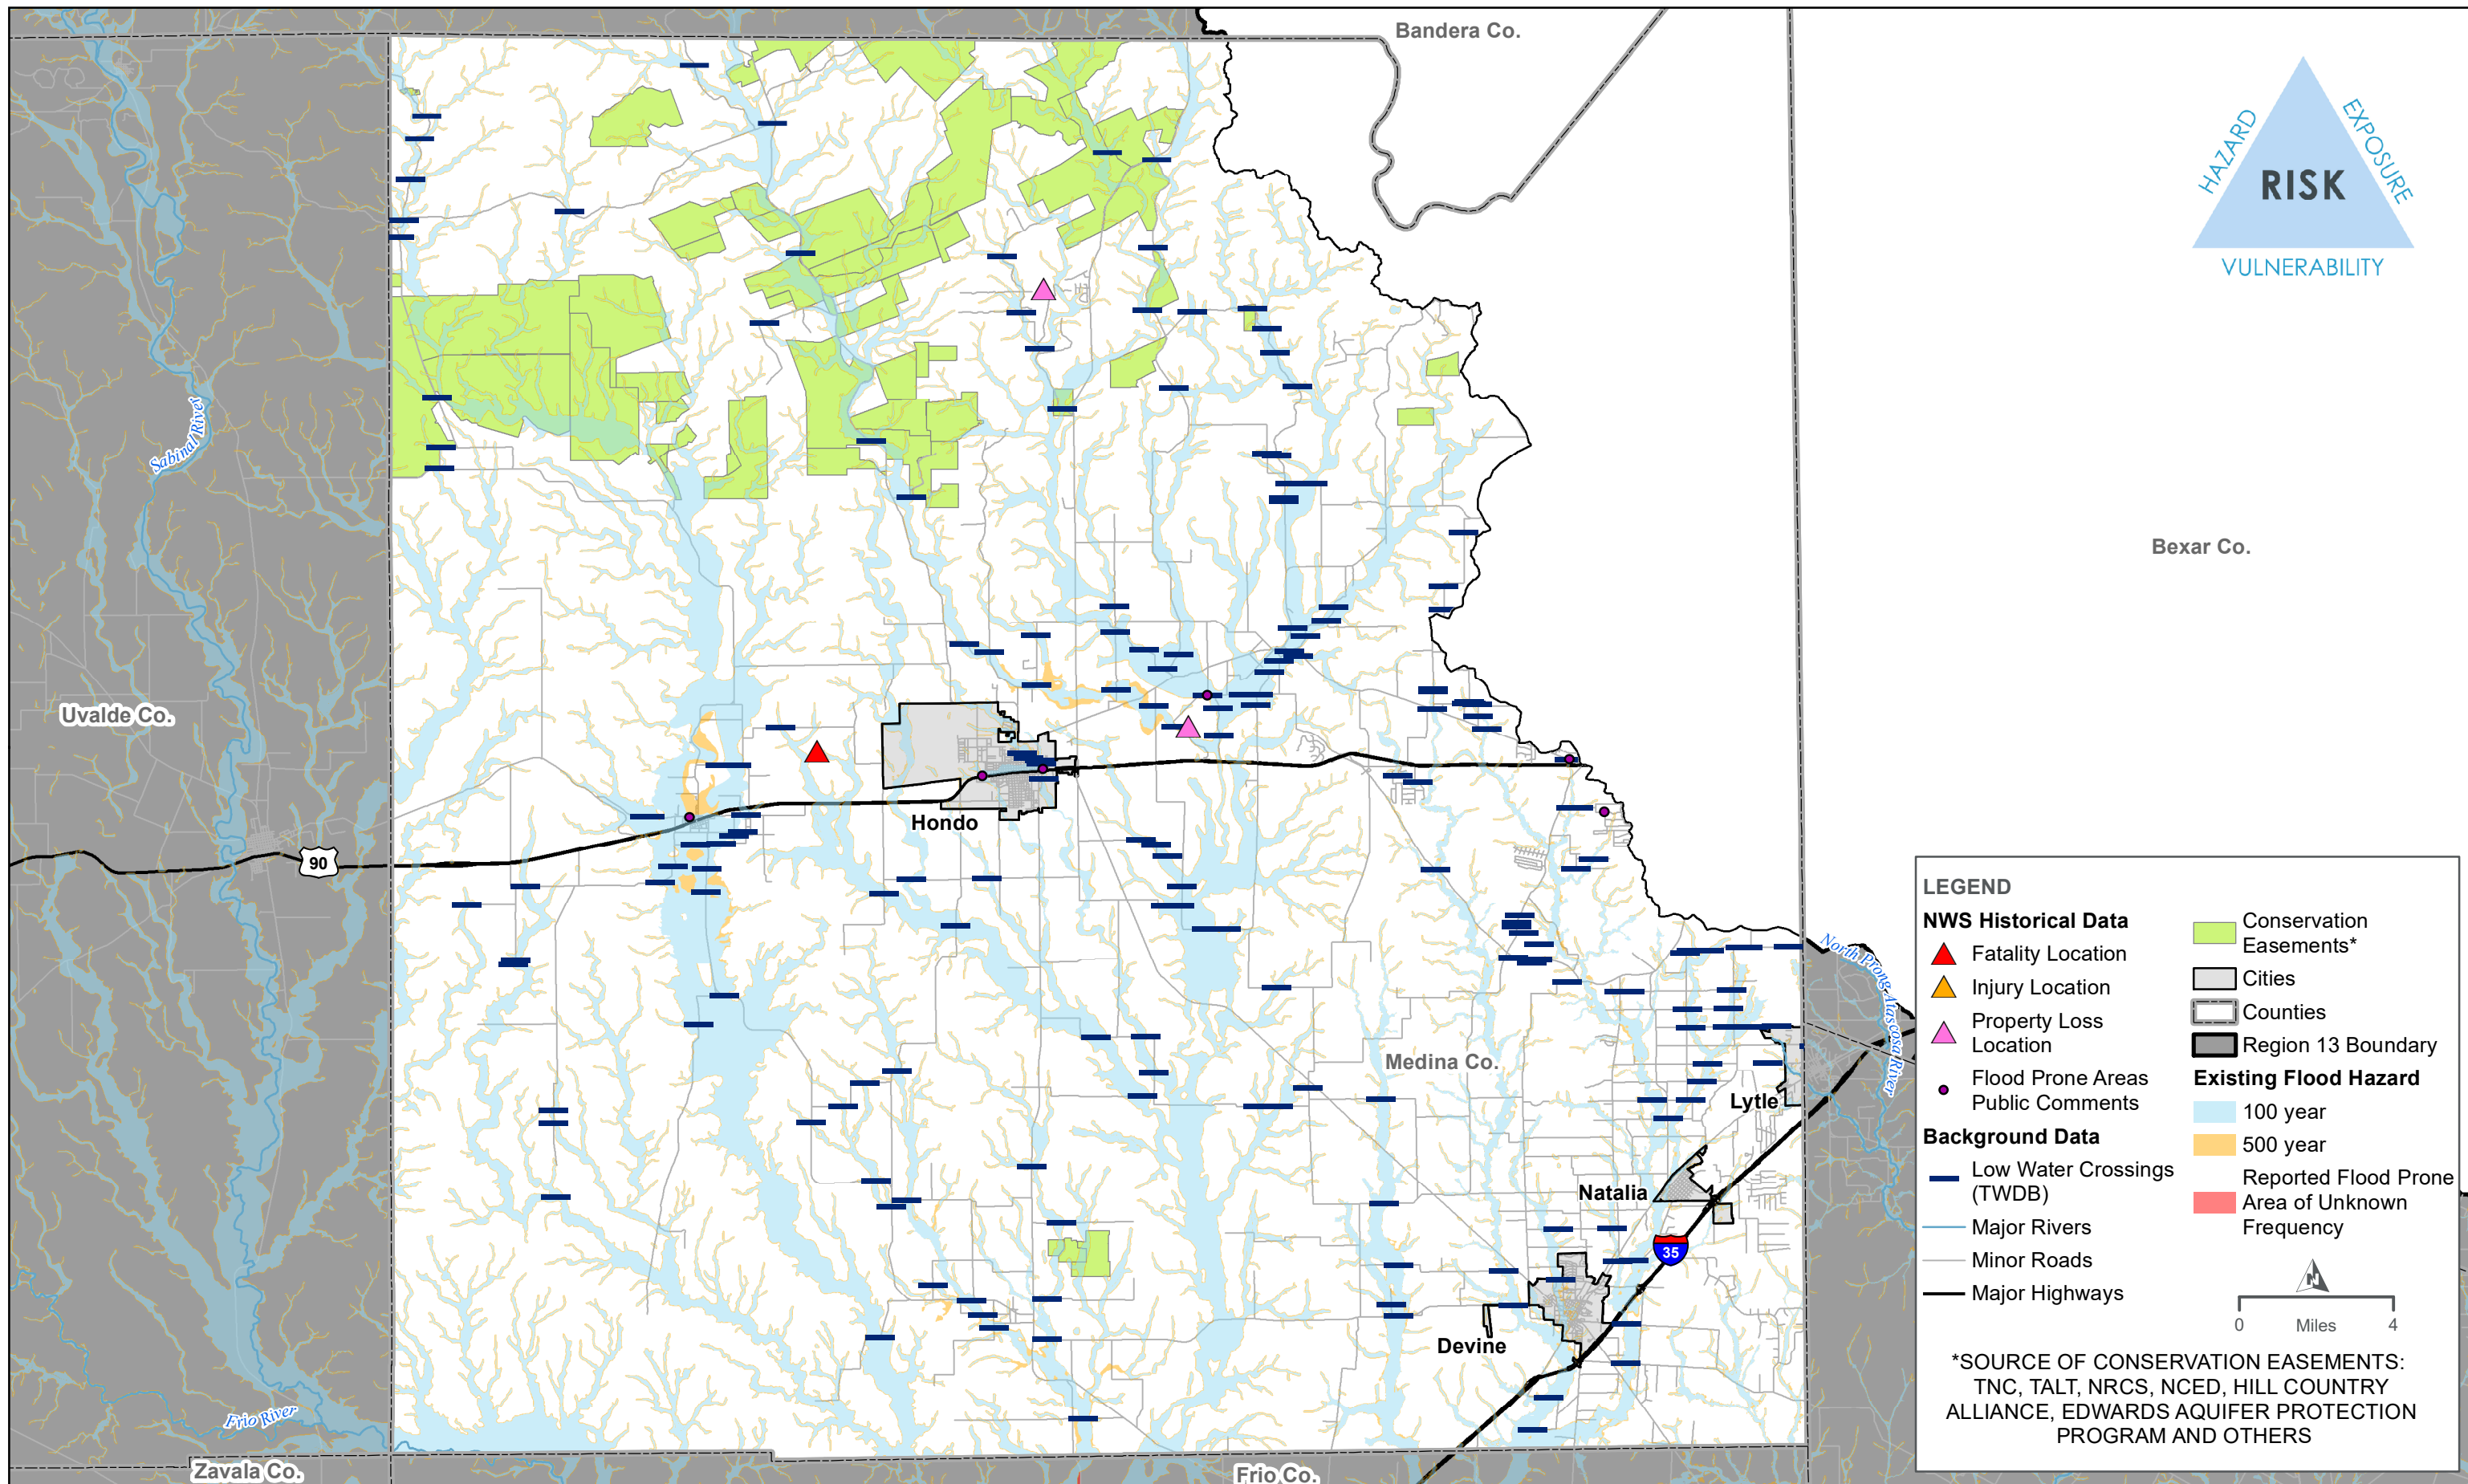 Bandera Co.
HAZARD
EXPOSURE
RISK
VULNERABILITY
Sabinal River
Bexar Co.
Uvalde Co.
Hondo
90
North Prong Atascosa River
Medina Co.
Lytle
Natalia
35
Devine
Frio River
Zavala Co.
Frio Co.
LEGEND
NWS Historical Data
Fatality Location
Injury Location
Property Loss
Location
Flood Prone Areas
Public Comments
Background Data
Low Water Crossings
(TWDB)
Major Rivers
Minor Roads
Major Highways
Conservation
Easements*
Cities
Counties
Region 13 Boundary
Existing Flood Hazard
100 year
500 year
Reported Flood Prone
Area of Unknown
Frequency
N
0 Miles 4
*SOURCE OF CONSERVATION EASEMENTS:
TNC, TALT, NRCS, NCED, HILL COUNTRY
ALLIANCE, EDWARDS AQUIFER PROTECTION
PROGRAM AND OTHERS